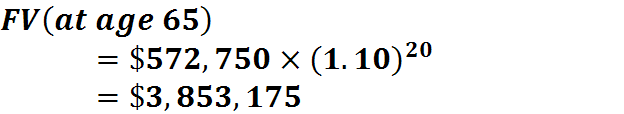 FV(at age 65)
= $572,750 × (1.10)²⁰
= $3,853,175